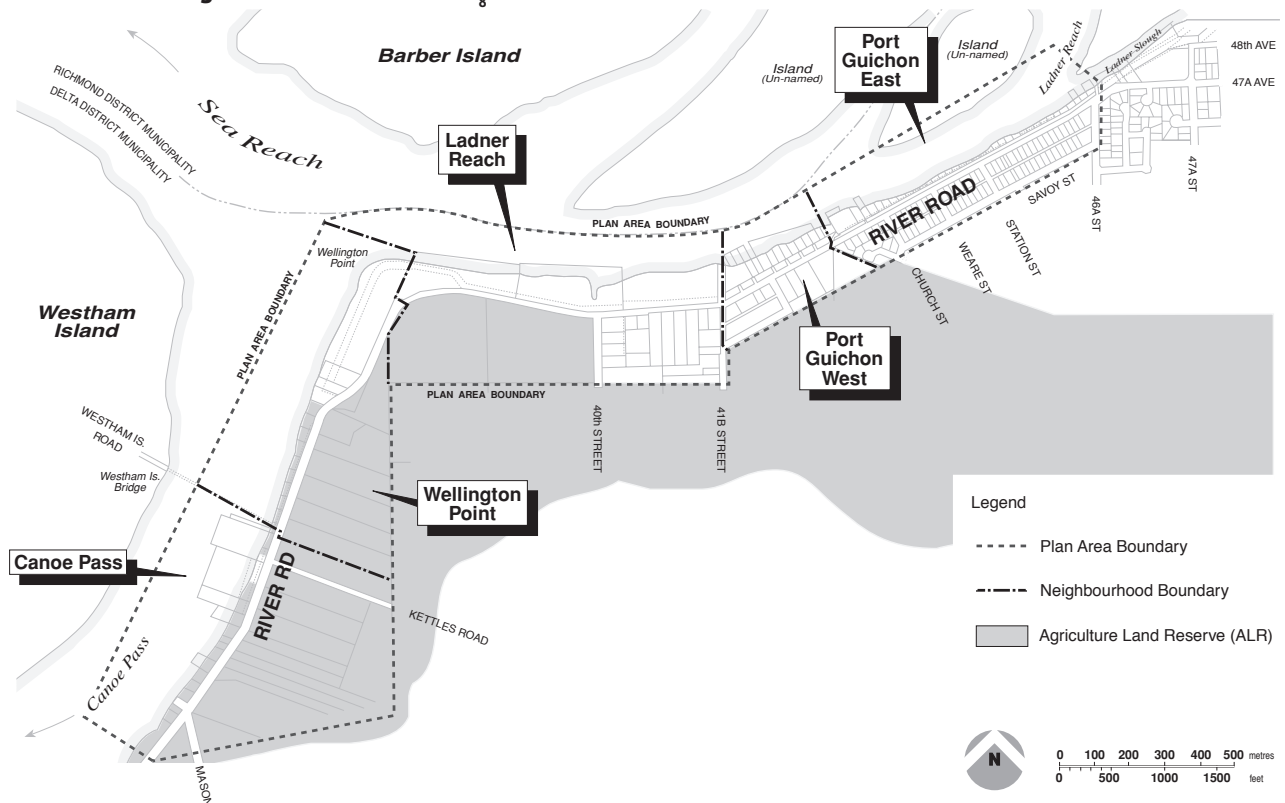 8
Barber Island
Port
Guichon
East
Island
(Un-named)
Island
(Un-named)
Ladner Reach
Ladner Slough
48th AVE
47A AVE
RICHMOND DISTRICT MUNICIPALITY
DELTA DISTRICT MUNICIPALITY
Sea Reach
Ladner
Reach
PLAN AREA BOUNDARY
RIVER ROAD
SAVOY ST
47A ST
46A ST
STATION ST
WEARE ST
CHURCH ST
Wellington
Point
Westham
Island
PLAN AREA BOUNDARY
Port
Guichon
West
PLAN AREA BOUNDARY
40th STREET
41B STREET
WESTHAM IS.
ROAD
Westham Is.
Bridge
Wellington
Point
Canoe Pass
RIVER RD
KETTLES ROAD
Canoe Pass
MASON
Legend
Plan Area Boundary
Neighbourhood Boundary
Agriculture Land Reserve (ALR)
N
0 100 200 300 400 500 metres
0 500 1000 1500 feet